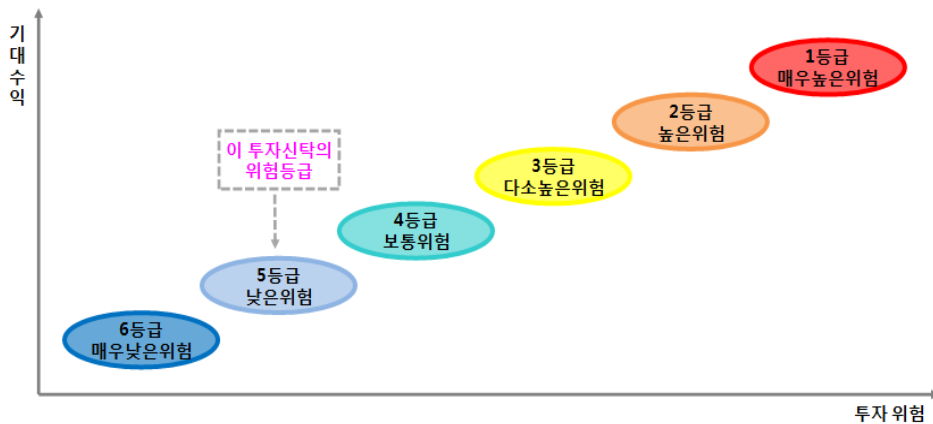 기대수익
1등급
매우높은위험
2등급
높은위험
이 투자신탁의
위험등급
3등급
다소높은위험
4등급
보통위험
5등급
낮은위험
6등급
매우낮은위험
투자 위험